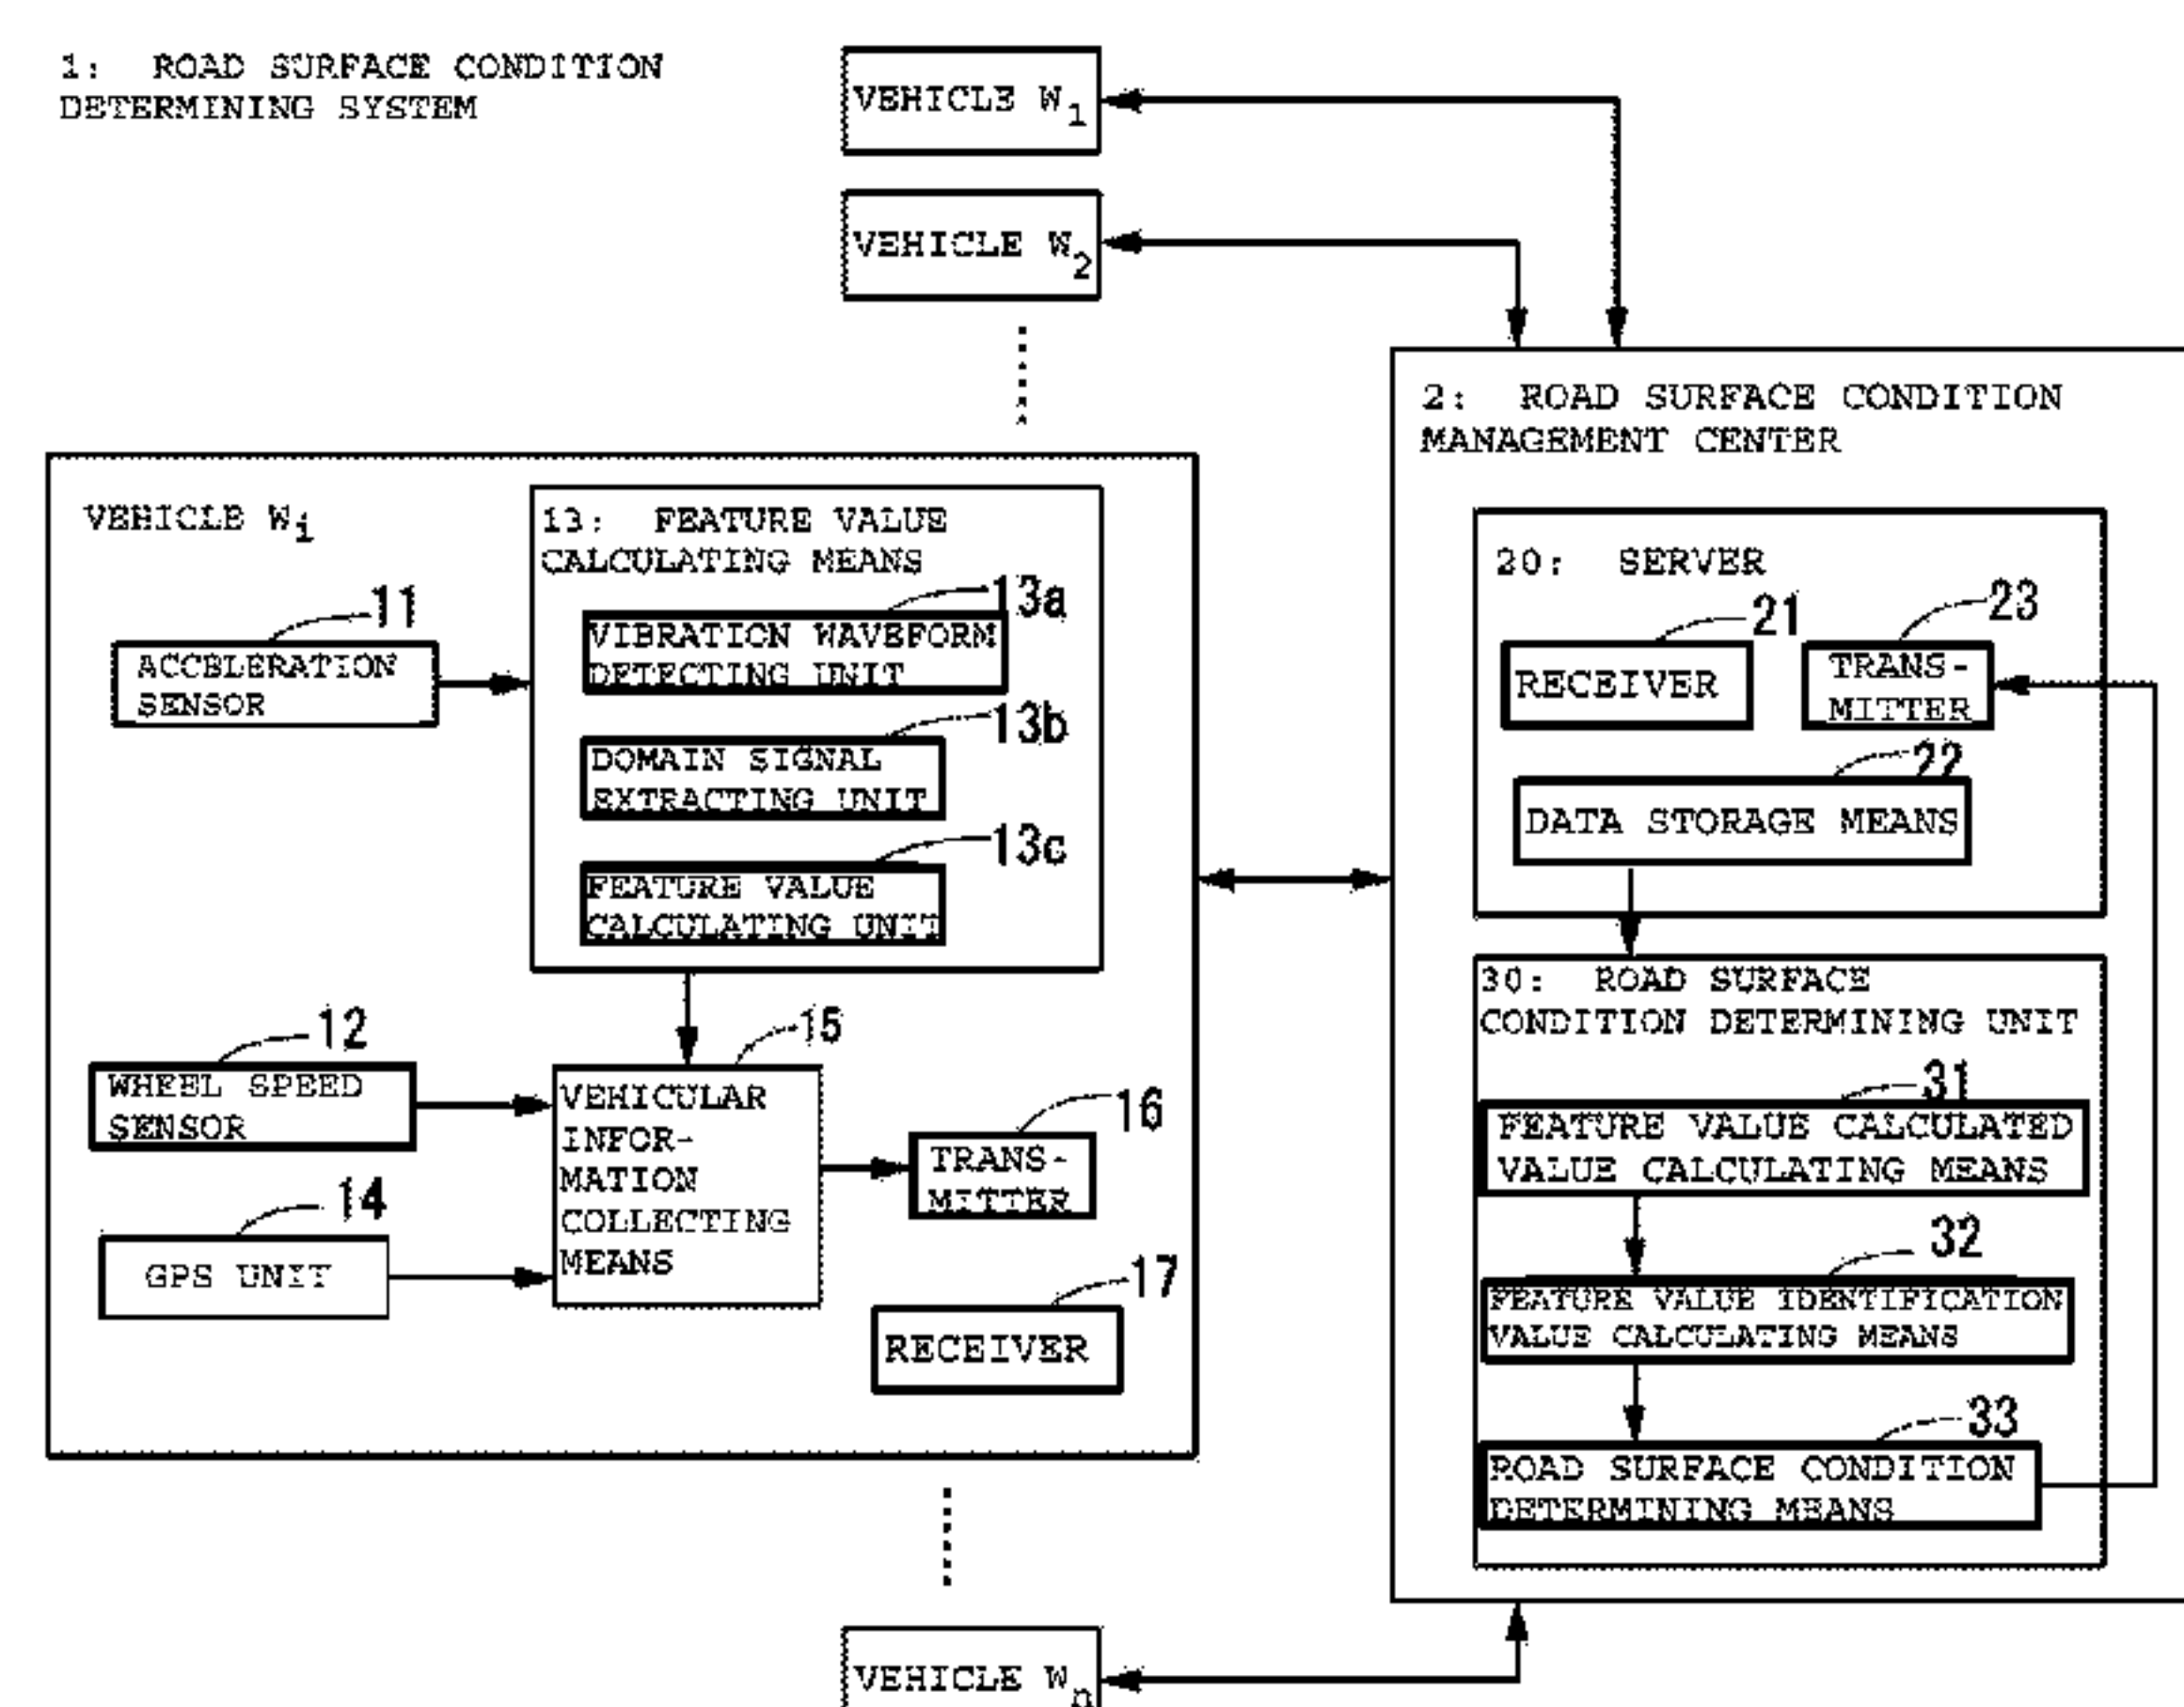 1: ROAD SURFACE CONDITION
DETERMINING SYSTEM
VEHICLE W1
VEHICLE W2
VEHICLE Wi
11
ACCELERATION
SENSOR
13: FEATURE VALUE
CALCULATING MEANS
13a
VIBRATION WAVEFORM
DETECTING UNIT
13b
DOMAIN SIGNAL
EXTRACTING UNIT
13c
FEATURE VALUE
CALCULATING UNIT
12
WHEEL SPEED
SENSOR
14
GPS UNIT
15
VEHICULAR
INFOR-
MATION
COLLECTING
MEANS
16
TRANS-
MITTER
17
RECEIVER
2: ROAD SURFACE CONDITION
MANAGEMENT CENTER
20: SERVER
21
RECEIVER
23
TRANS-
MITTER
22
DATA STORAGE MEANS
30: ROAD SURFACE
CONDITION DETERMINING UNIT
31
FEATURE VALUE CALCULATED
VALUE CALCULATING MEANS
32
FEATURE VALUE IDENTIFICATION
VALUE CALCULATING MEANS
33
ROAD SURFACE CONDITION
DETERMINING MEANS
VEHICLE Wn